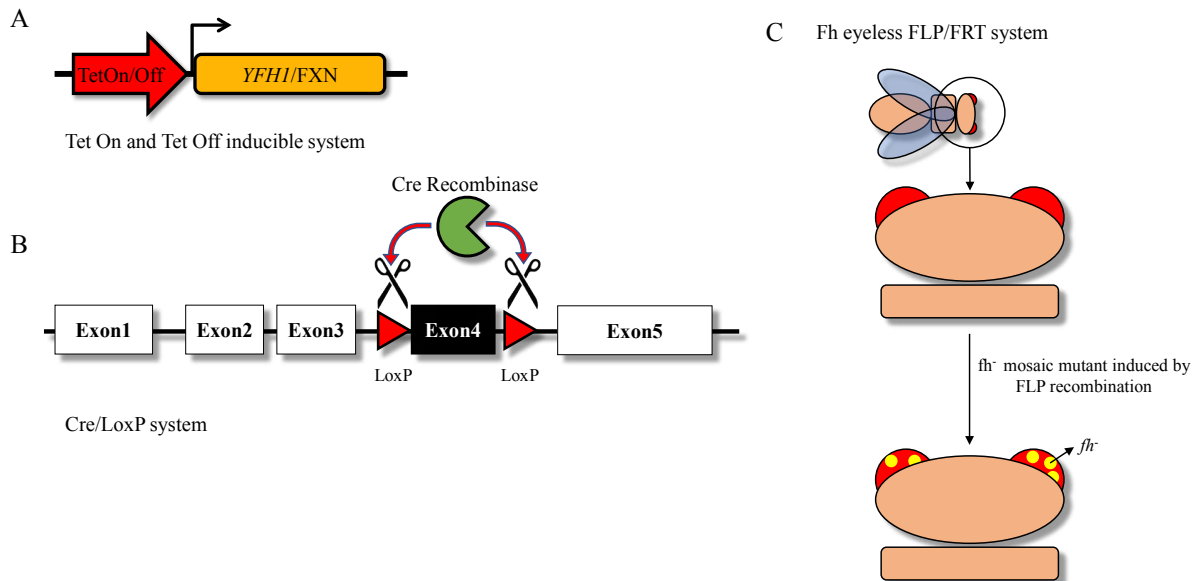 A
TetOn/Off
YFH1/FXN
Tet On and Tet Off inducible system
Cre Recombinase
B
Exon1
Exon2
Exon3
Exon4
Exon5
LoxP
LoxP
Cre/LoxP system
C
Fh eyeless FLP/FRT system
fh- mosaic mutant induced by
FLP recombination
fh-